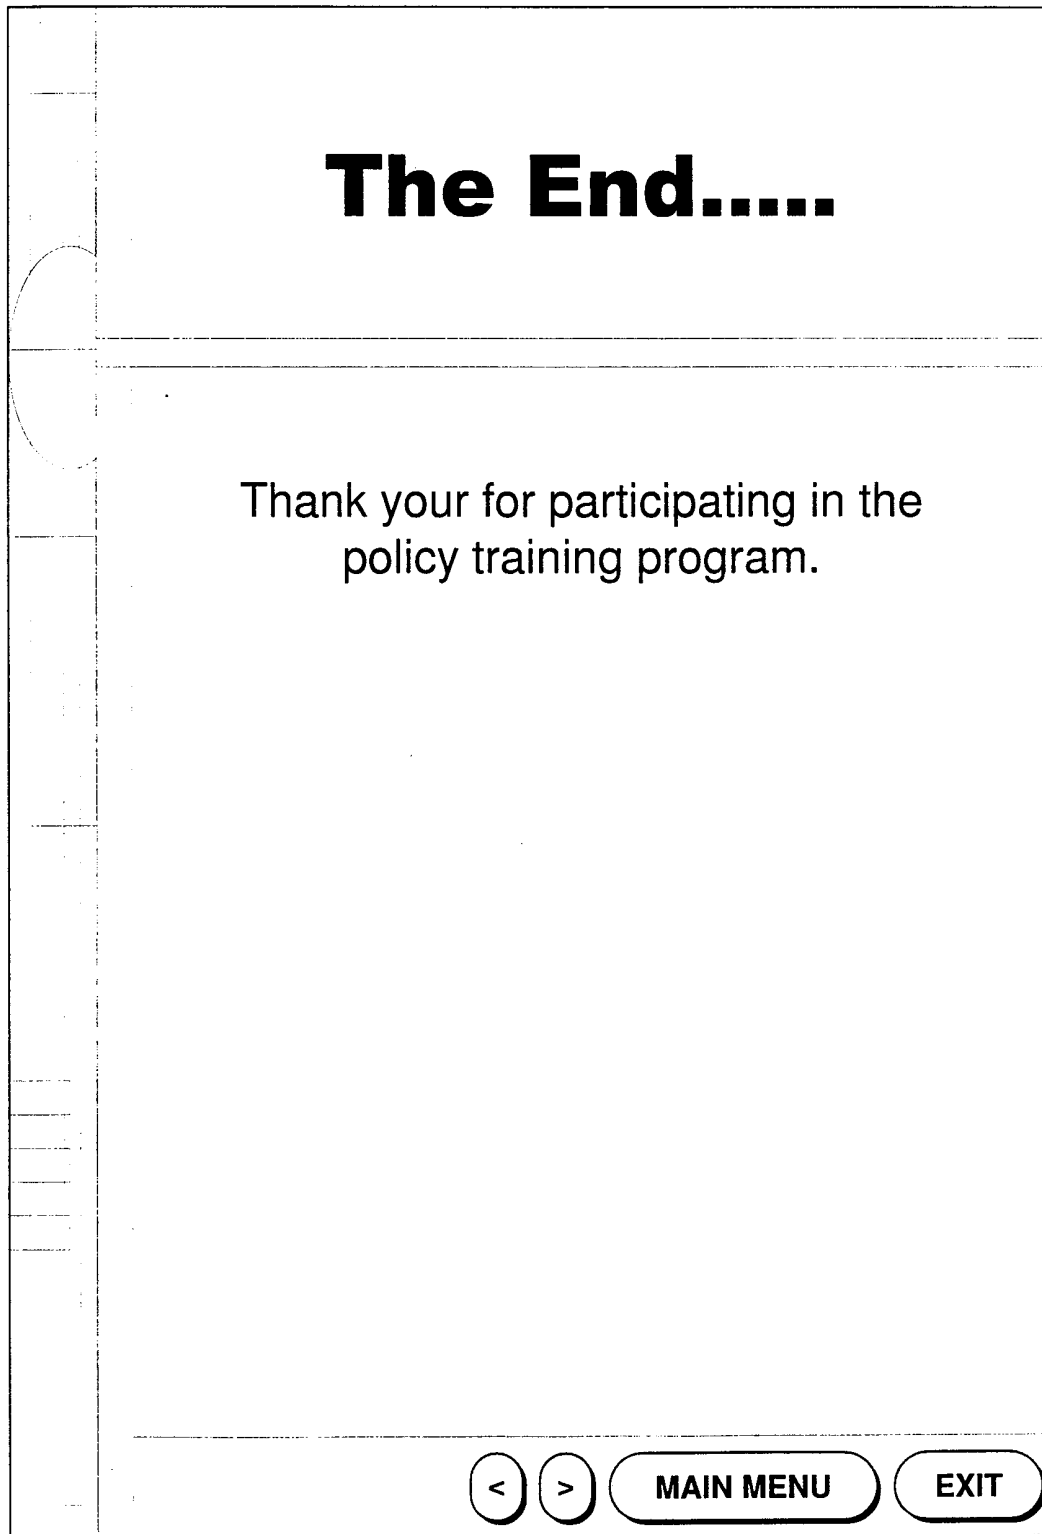 The End.....
Thank your for participating in the
policy training program.
< > MAIN MENU EXIT